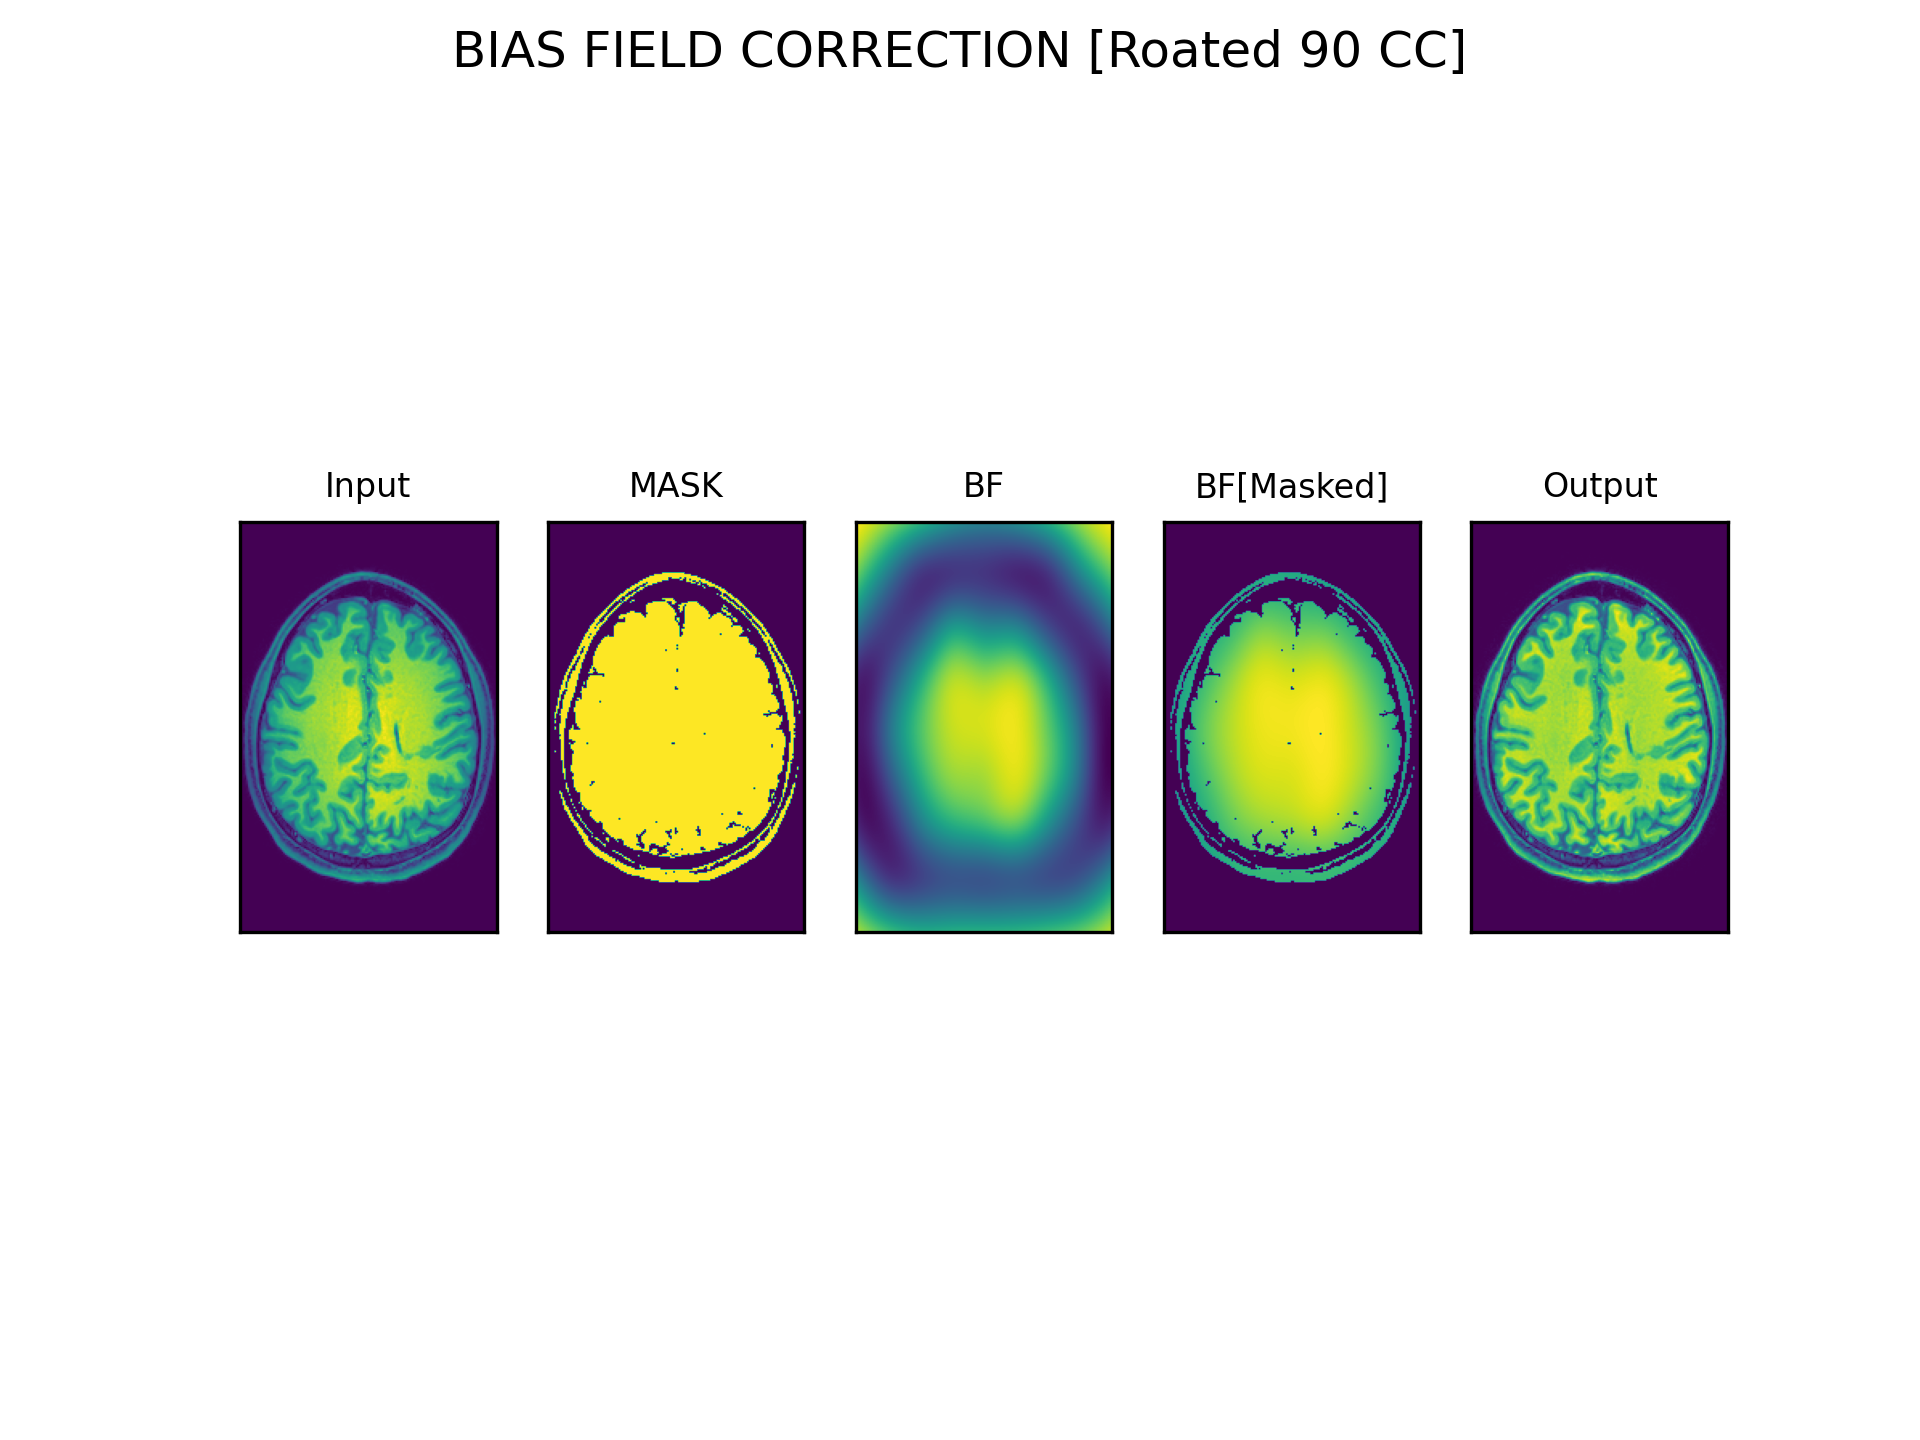 BIAS FIELD CORRECTION [Roated 90 CC]
Input
MASK
BF
BF[Masked]
Output